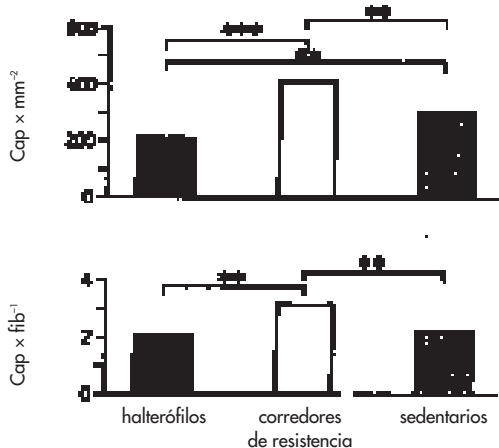 Cap × mm⁻²
600
400
200
0
Cap × fib⁻¹
4
2
0
halterófilos
corredores
de resistencia
sedentarios